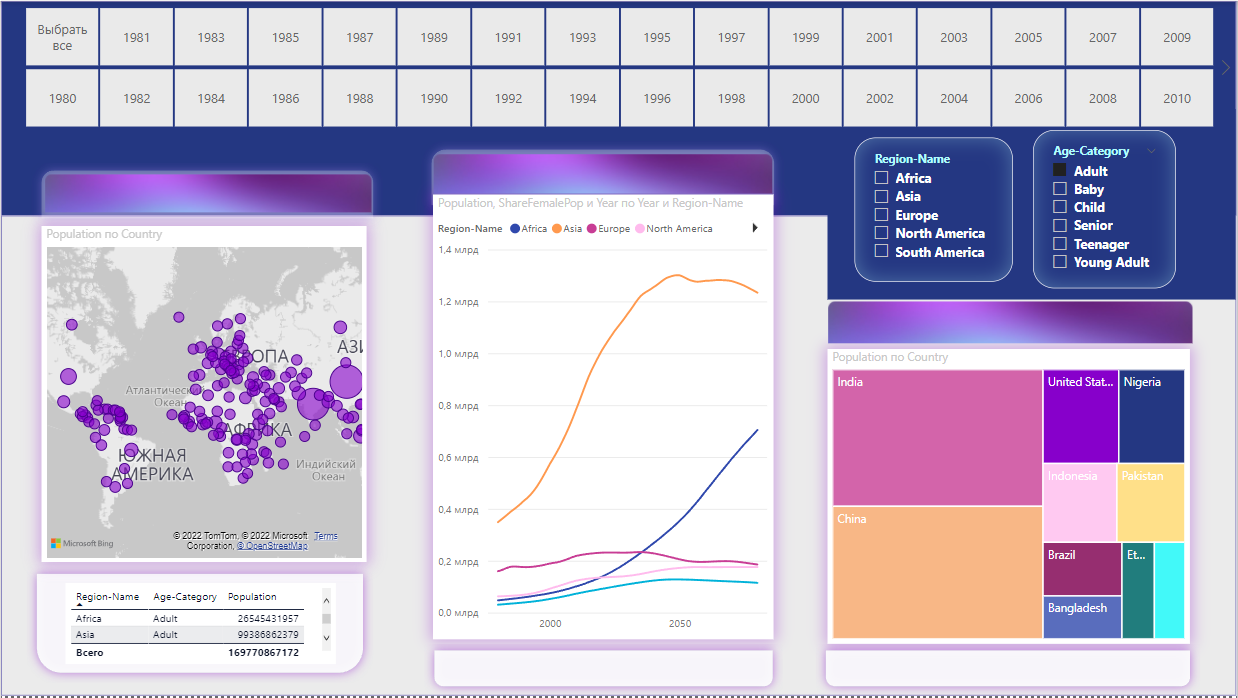 Выбрать
все
1981
1983
1985
1987
1989
1991
1993
1995
1997
1999
2001
2003
2005
2007
2009
1980
1982
1984
1986
1988
1990
1992
1994
1996
1998
2000
2002
2004
2006
2008
2010
Region-Name
Africa
Asia
Europe
North America
South America
Age-Category
Adult
Baby
Child
Senior
Teenager
Young Adult
Population по Country
АЗИ
ОПА
Атлантически
Океан
АФРИКА
ЮЖНАЯ
АМЕРИКА
Индийский
Океан
© 2022 TomTom, © 2022 Microsoft Terms
Corporation, © OpenStreetMap
Microsoft Bing
Region-Name Age-Category Population
Africa Adult 26545431957
Asia Adult 99386862379
Всего 169770867172
Population, ShareFemalePop и Year по Year и Region-Name
Region-Name Africa Asia Europe North America
1,4 млрд
1,2 млрд
1,0 млрд
0,8 млрд
0,6 млрд
0,4 млрд
0,2 млрд
0,0 млрд
2000 2050
Population по Country
India
United Stat...
Nigeria
Indonesia
Pakistan
China
Brazil
Et...
Bangladesh